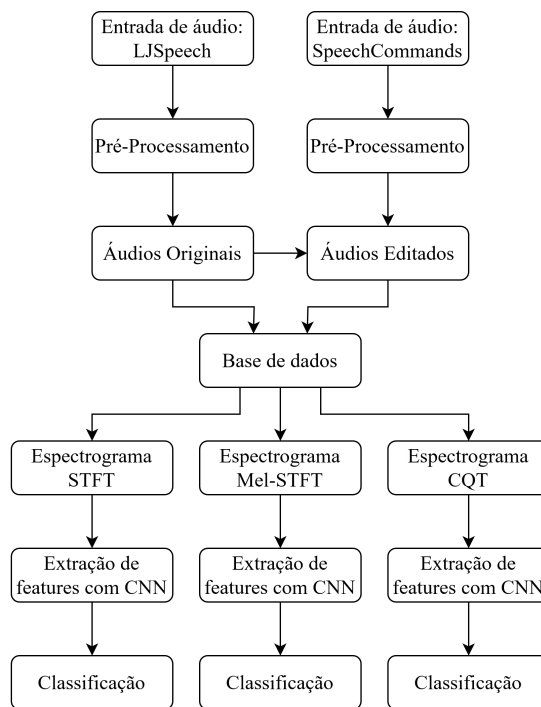 Entrada de áudio:
LJSpeech
Entrada de áudio:
SpeechCommands
Pré-Processamento
Pré-Processamento
Áudios Originais
Áudios Editados
Base de dados
Espectrograma
STFT
Espectrograma
Mel-STFT
Espectrograma
CQT
Extração de
features com CNN
Extração de
features com CNN
Extração de
features com CNN
Classificação
Classificação
Classificação